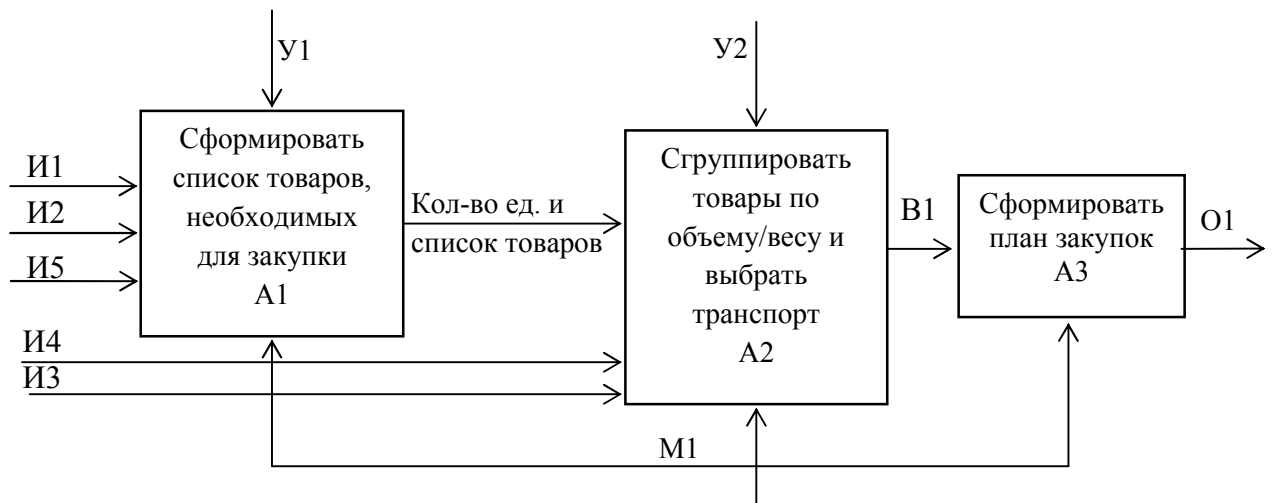 У1
У2
Сформировать
список товаров,
необходимых
для закупки
А1
И1
И2
И5
Кол-во ед. и
список товаров
Сгруппировать
товары по
объему/весу и
выбрать
транспорт
А2
В1
Сформировать
план закупок
А3
О1
И4
И3
М1